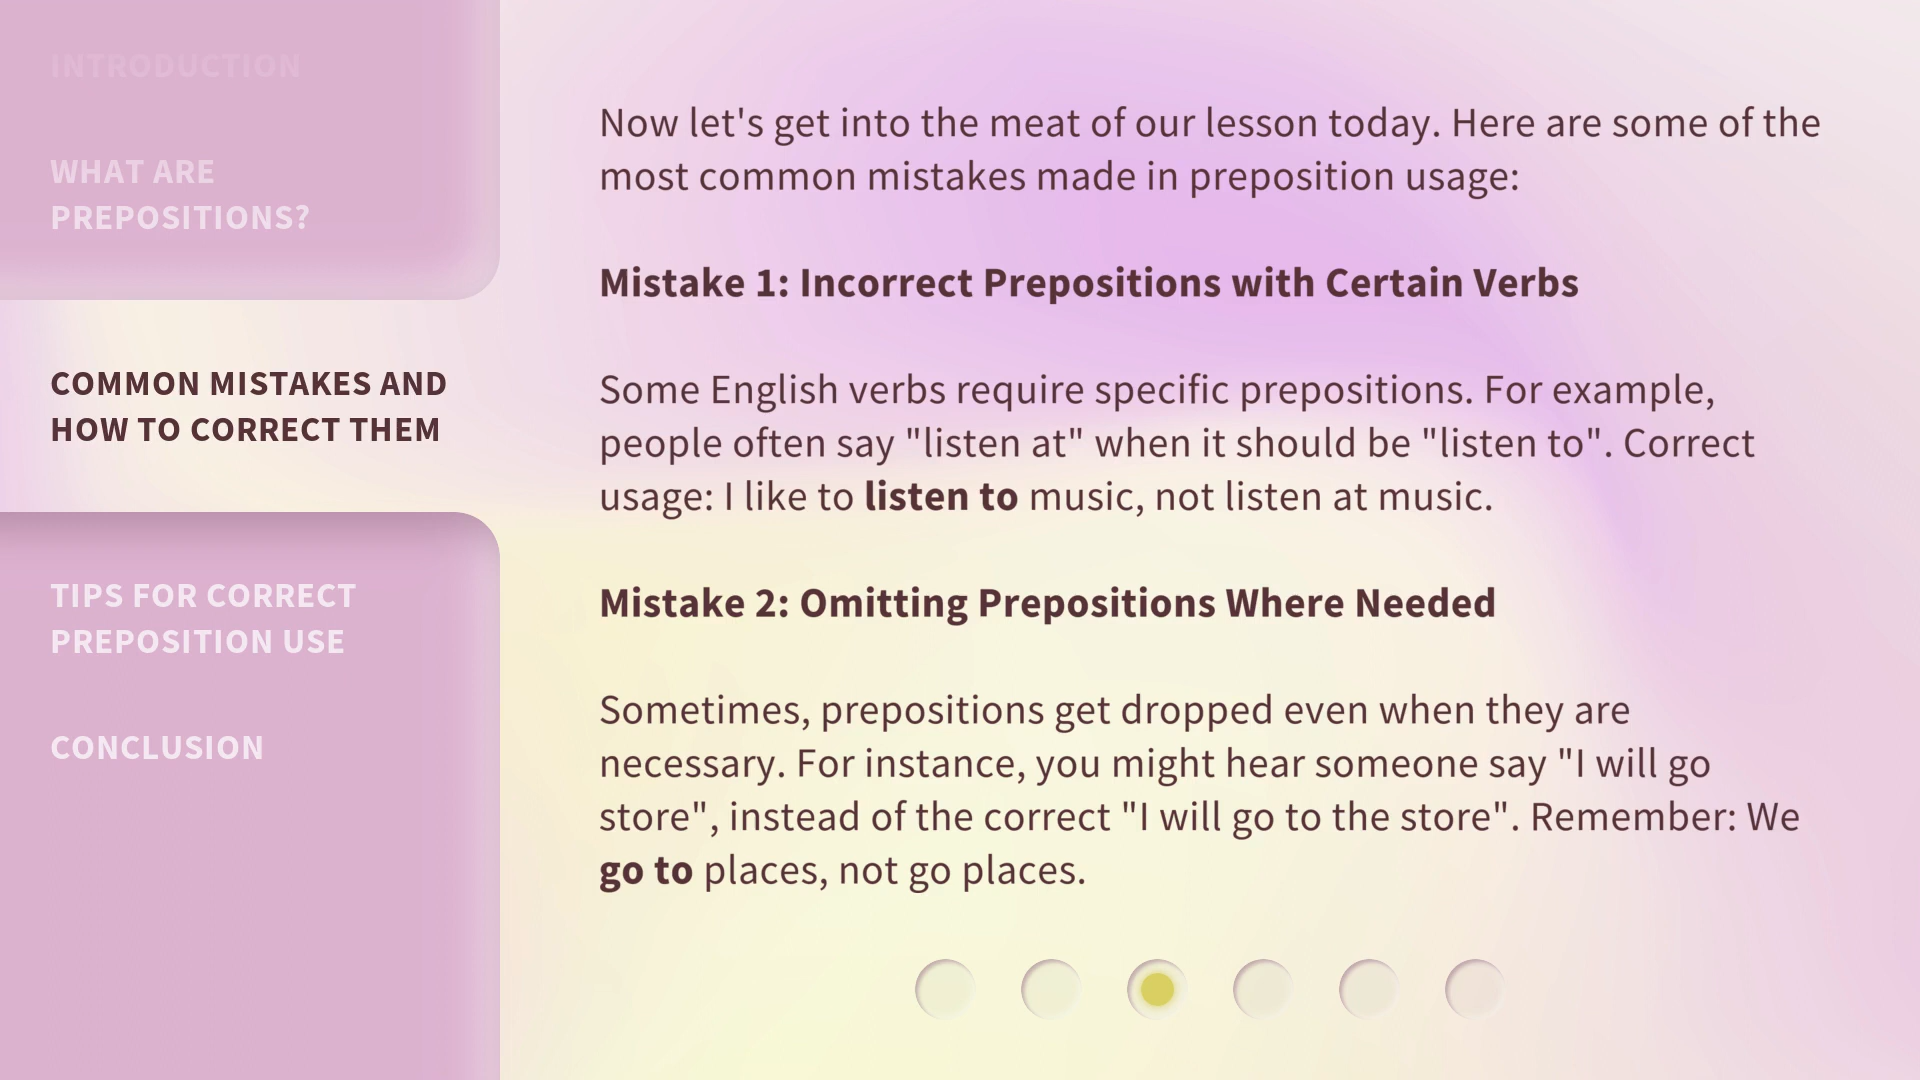 INTRODUCTION
WHAT ARE
PREPOSITIONS?
COMMON MISTAKES AND
HOW TO CORRECT THEM
TIPS FOR CORRECT
PREPOSITION USE
CONCLUSION
Now let's get into the meat of our lesson today. Here are some of the
most common mistakes made in preposition usage:
Mistake 1: Incorrect Prepositions with Certain Verbs
Some English verbs require specific prepositions. For example,
people often say "listen at" when it should be "listen to". Correct
usage: I like to listen to music, not listen at music.
Mistake 2: Omitting Prepositions Where Needed
Sometimes, prepositions get dropped even when they are
necessary. For instance, you might hear someone say "I will go
store", instead of the correct "I will go to the store". Remember: We
go to places, not go places.